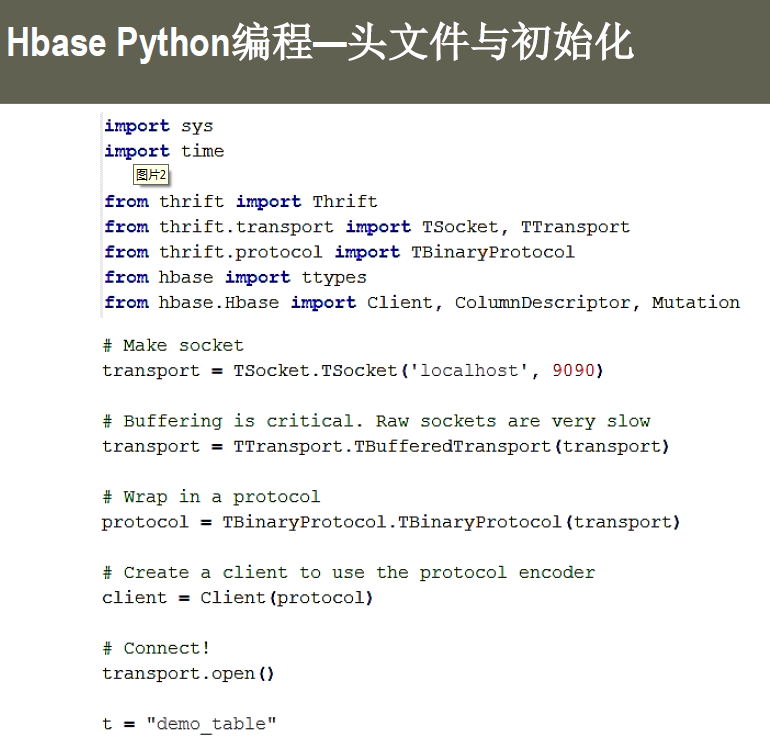 Hbase Python编程—头文件与初始化
import sys
import time
图片2
from thrift import Thrift
from thrift.transport import TSocket, TTransport
from thrift.protocol import TBinaryProtocol
from hbase import ttypes
from hbase.Hbase import Client, ColumnDescriptor, Mutation
# Make socket
transport = TSocket.TSocket('localhost', 9090)
# Buffering is critical. Raw sockets are very slow
transport = TTransport.TBufferedTransport(transport)
# Wrap in a protocol
protocol = TBinaryProtocol.TBinaryProtocol(transport)
# Create a client to use the protocol encoder
client = Client(protocol)
# Connect!
transport.open()
t = "demo_table"